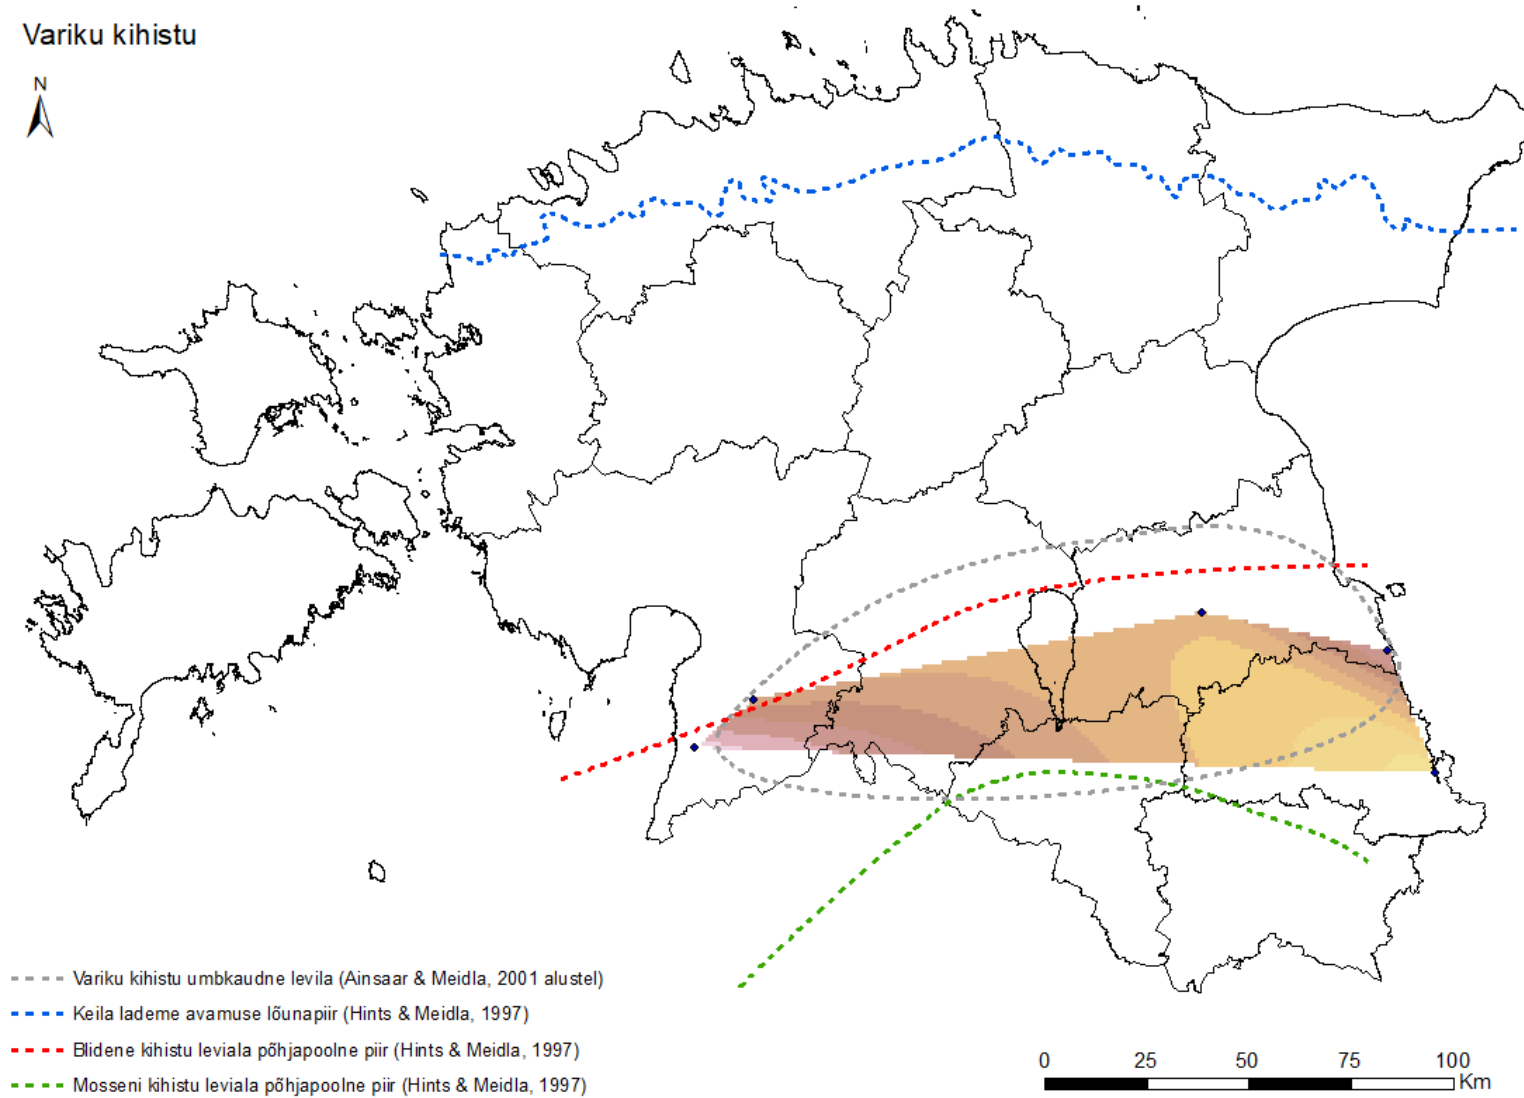 Variku kihistu
N
Variku kihistu umbkaudne levila (Ainsaar & Meidla, 2001 alustel)
Keila lademe avamuse lõunapiir (Hints & Meidla, 1997)
Blidene kihistu leviala põhjapoolne piir (Hints & Meidla, 1997)
Mosseni kihistu leviala põhjapoolne piir (Hints & Meidla, 1997)
0 25 50 75 100
Km